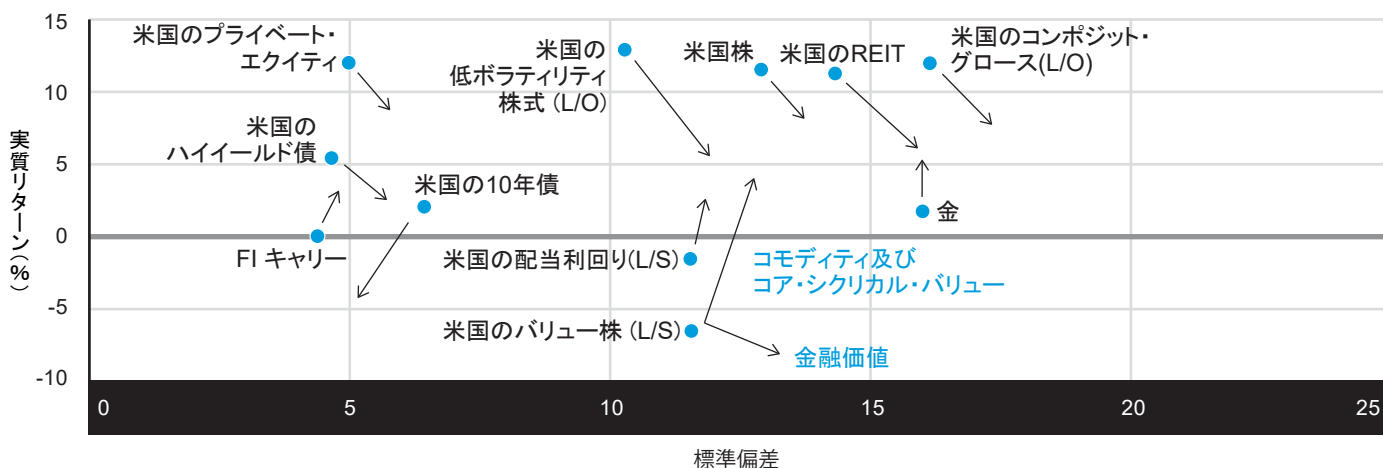 15
10
5
0
-5
-10
実質リターン(%)
米国のプライベート・
エクイティ
米国の
ハイイールド債
FI キャリー
米国の10年債
米国の
低ボラティリティ
株式 (L/O)
米国株
米国のREIT
米国のコンポジット・
グロース(L/O)
金
米国の配当利回り(L/S)
コモディティ及び
コア・シクリカル・バリュー
米国のバリュー株 (L/S)
金融価値
0
5
10
15
20
25
標準偏差